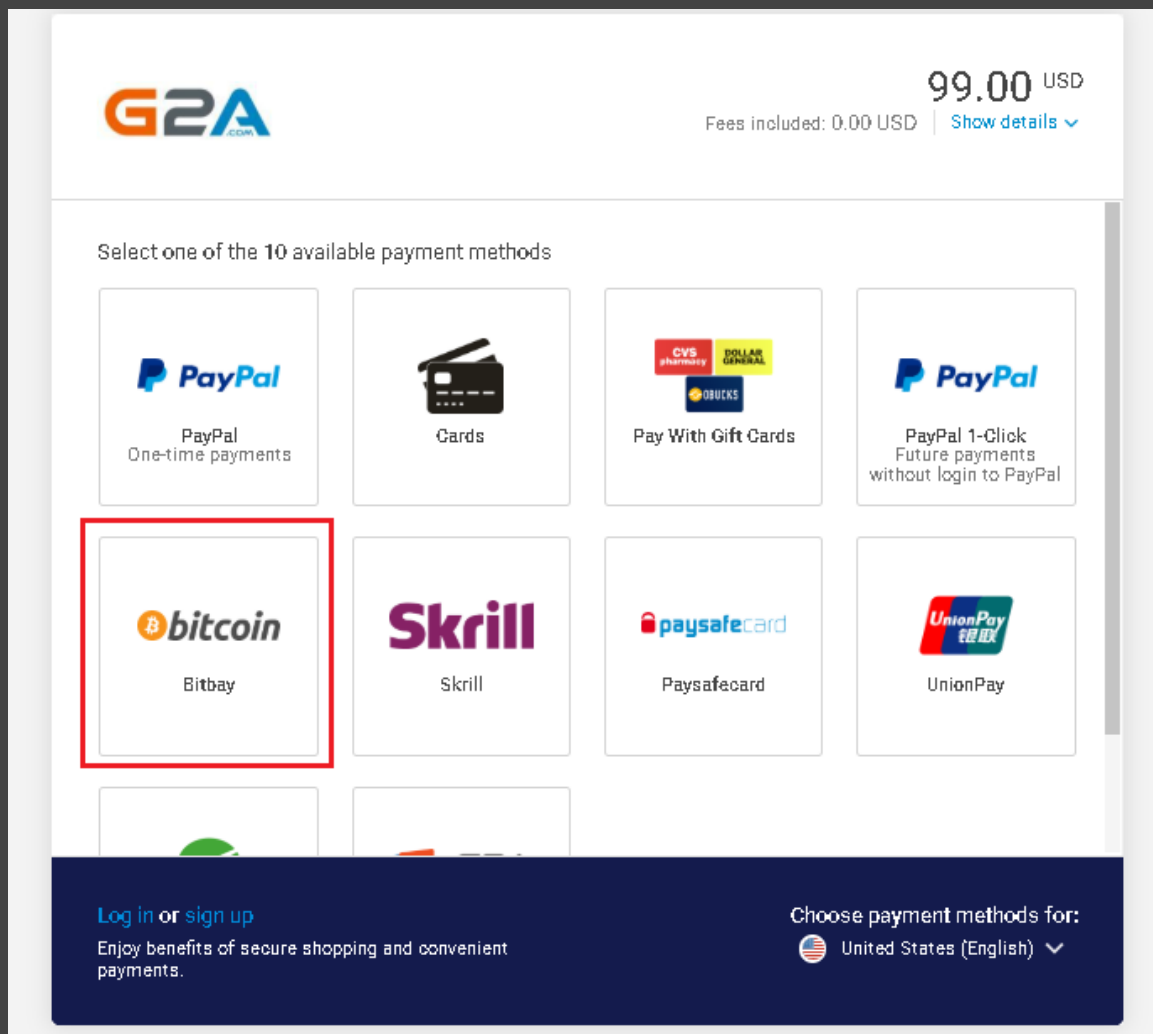 G2A
.COM
99.00 USD
Fees included: 0.00 USD
Show details
Select one of the 10 available payment methods
PayPal
PayPal
One-time payments
Cards
CVS
pharmacy
DOLLAR
GENERAL
OBUCKS
Pay With Gift Cards
PayPal
PayPal 1-Click
Future payments
without login to PayPal
bitcoin
Bitbay
Skrill
Skrill
paysafecard
Paysafecard
UnionPay
银联
UnionPay
Log in or sign up
Enjoy benefits of secure shopping and convenient
payments.
Choose payment methods for:
United States (English)